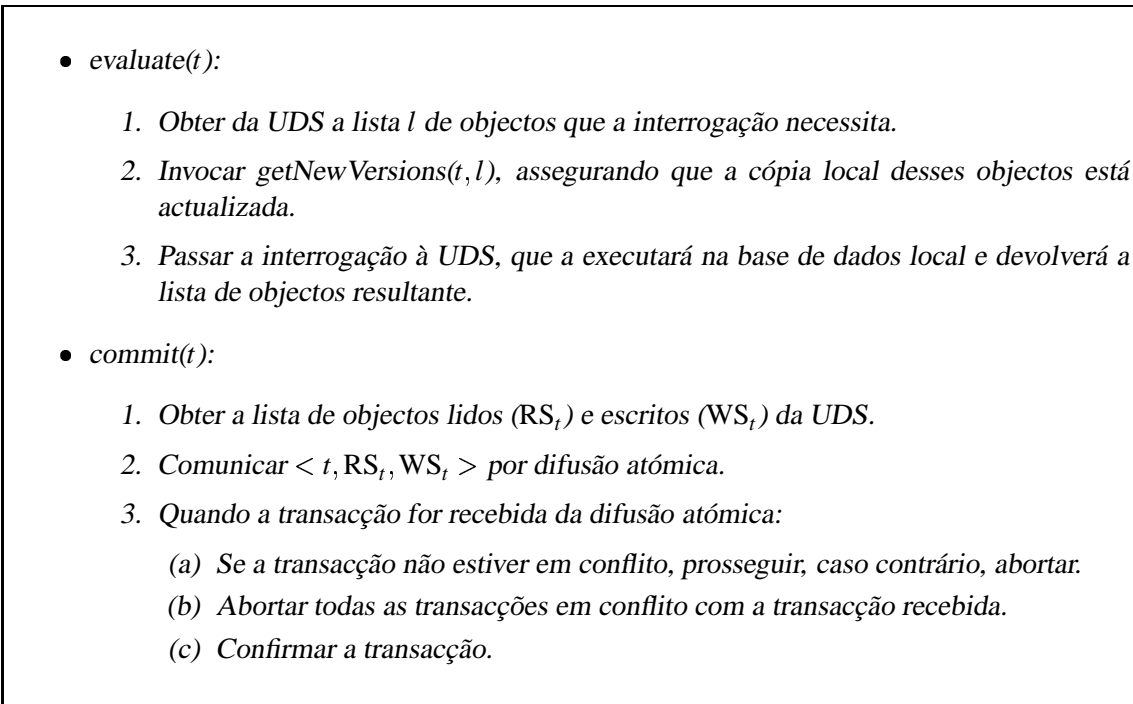 • evaluate(t):
1. Obter da UDS a lista l de objectos que a interrogação necessita.
2. Invocar getNewVersions(t,l), assegurando que a cópia local desses objectos está
actualizada.
3. Passar a interrogação à UDS, que a executará na base de dados local e devolverá a
lista de objectos resultante.
• commit(t):
1. Obter a lista de objectos lidos (RSt) e escritos (WSt) da UDS.
2. Comunicar < t, RSt, WSt > por difusão atómica.
3. Quando a transacção for recebida da difusão atómica:
(a) Se a transacção não estiver em conflito, prosseguir, caso contrário, abortar.
(b) Abortar todas as transacções em conflito com a transacção recebida.
(c) Confirmar a transacção.